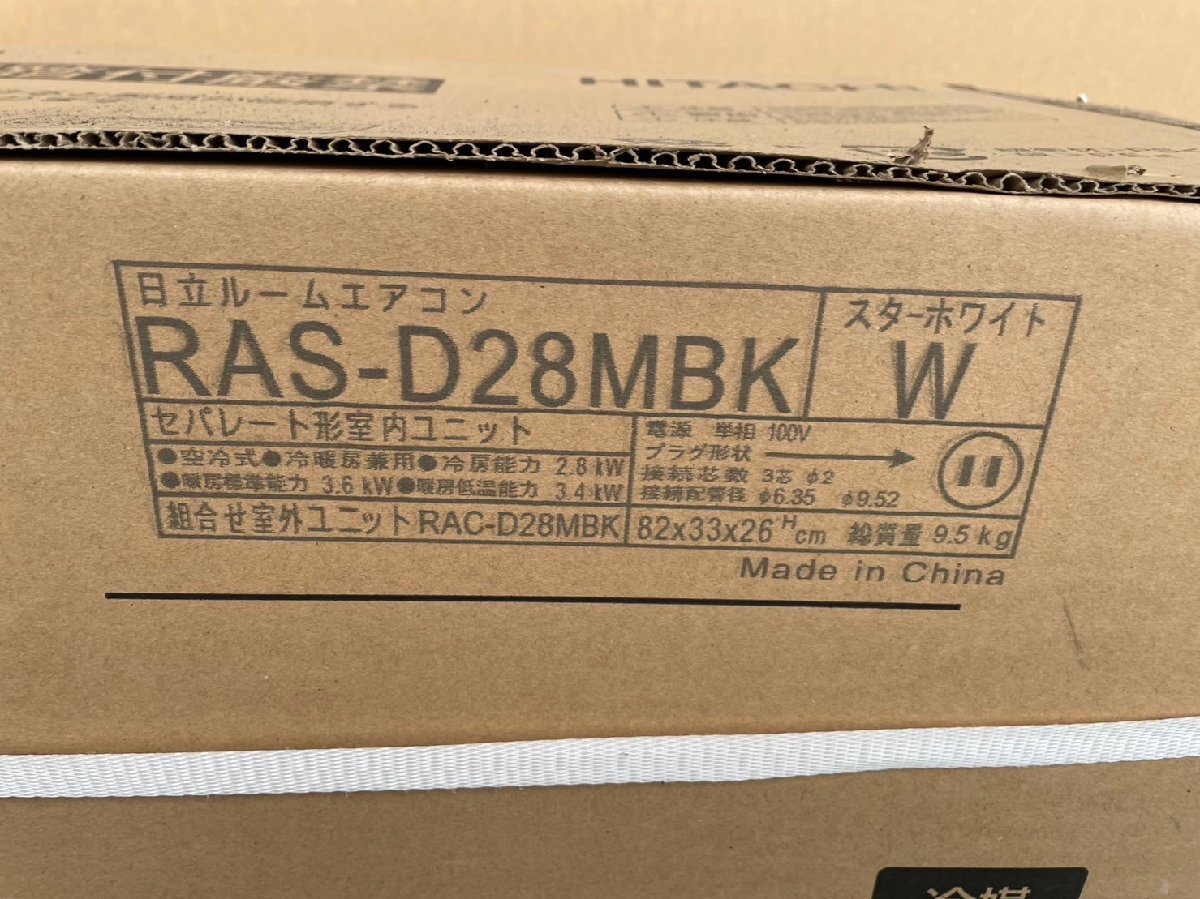 HITACHI
日立ルームエアコン
RAS-D28MBK
スターホワイト
W
セパレート形室内ユニット
●空冷式●冷暖房兼用●冷房能力 2.8 kW
●暖房標準能力 3.6 kW●暖房低温能力 3.4 kW
電源 単相 100V
プラグ形状
接続芯数 3芯 φ2
接続配管径 φ6.35 φ9.52
組合せ室外ユニットRAC-D28MBK
82x33x26ᴴcm 総質量 9.5kg
Made in China
冷媒